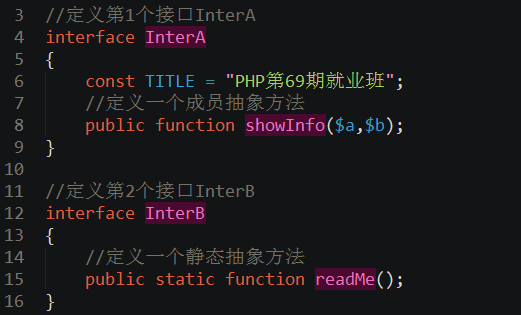 3 //定义第1个接口InterA
4 interface InterA
5 {
6     const TITLE = "PHP第69期就业班";
7     //定义一个成员抽象方法
8     public function showInfo($a,$b);
9 }
10
11 //定义第2个接口InterB
12 interface InterB
13 {
14     //定义一个静态抽象方法
15     public static function readMe();
16 }